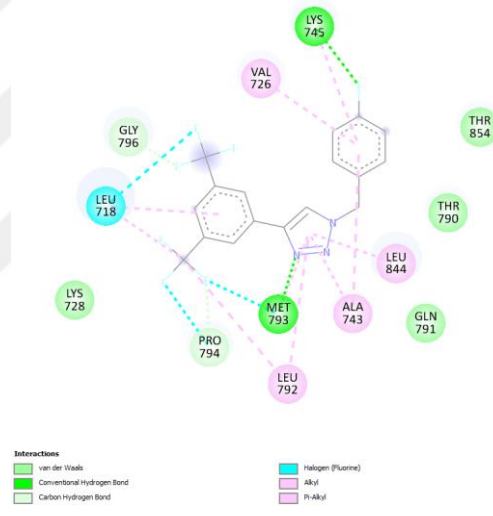 LYS
745
VAL
726
GLY
796
THR
854
LEU
718
THR
790
N
N
N
LEU
844
LYS
728
MET
793
ALA
743
GLN
791
PRO
794
LEU
792
Interactions
van der Waals
Conventional Hydrogen Bond
Carbon Hydrogen Bond
Halogen (Fluorine)
Alkyl
Pi-Alkyl